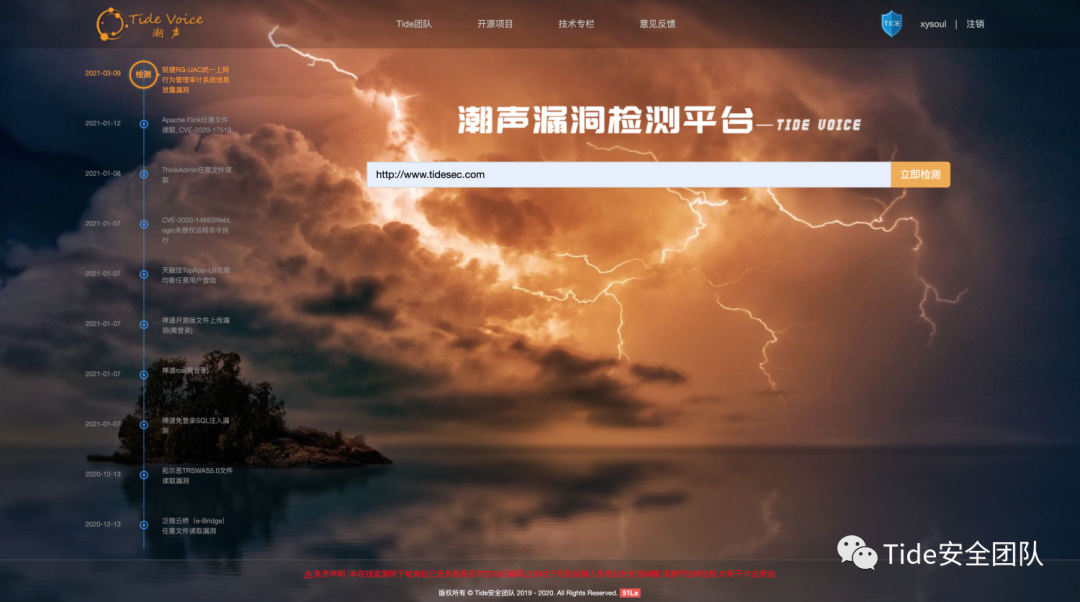 Tide Voice
潮声
Tide团队
开源项目
技术专栏
意见反馈
TIDE
xysoul | 注销
2021-03-09
检测
锐捷RG-UAC统一上网
行为管理审计系统信息
泄露漏洞
2021-01-12
Apache Flink任意文件
读取_CVE-2020-17519
2021-01-08
ThinkAdmin任意文件读
取
2021-01-07
CVE-2020-14883WebL
ogic未授权远程命令执
行
2021-01-07
天融信TopApp-LB负载
均衡任意用户登陆
2021-01-07
禅道开源版文件上传漏
洞(需登录)
2021-01-07
禅道rce(需登录)
2021-01-07
禅道免登录SQL注入漏
洞
2020-12-13
拓尔思TRSWAS5.0文件
读取漏洞
2020-12-13
泛微云桥（e-Bridge）
任意文件读取漏洞
潮声漏洞检测平台—TIDE VOICE
http://www.tidesec.com
立即检测
Tide安全团队
免责声明
版权所有 © Tide安全团队 2019 - 2020. All Rights Reserved. 51La